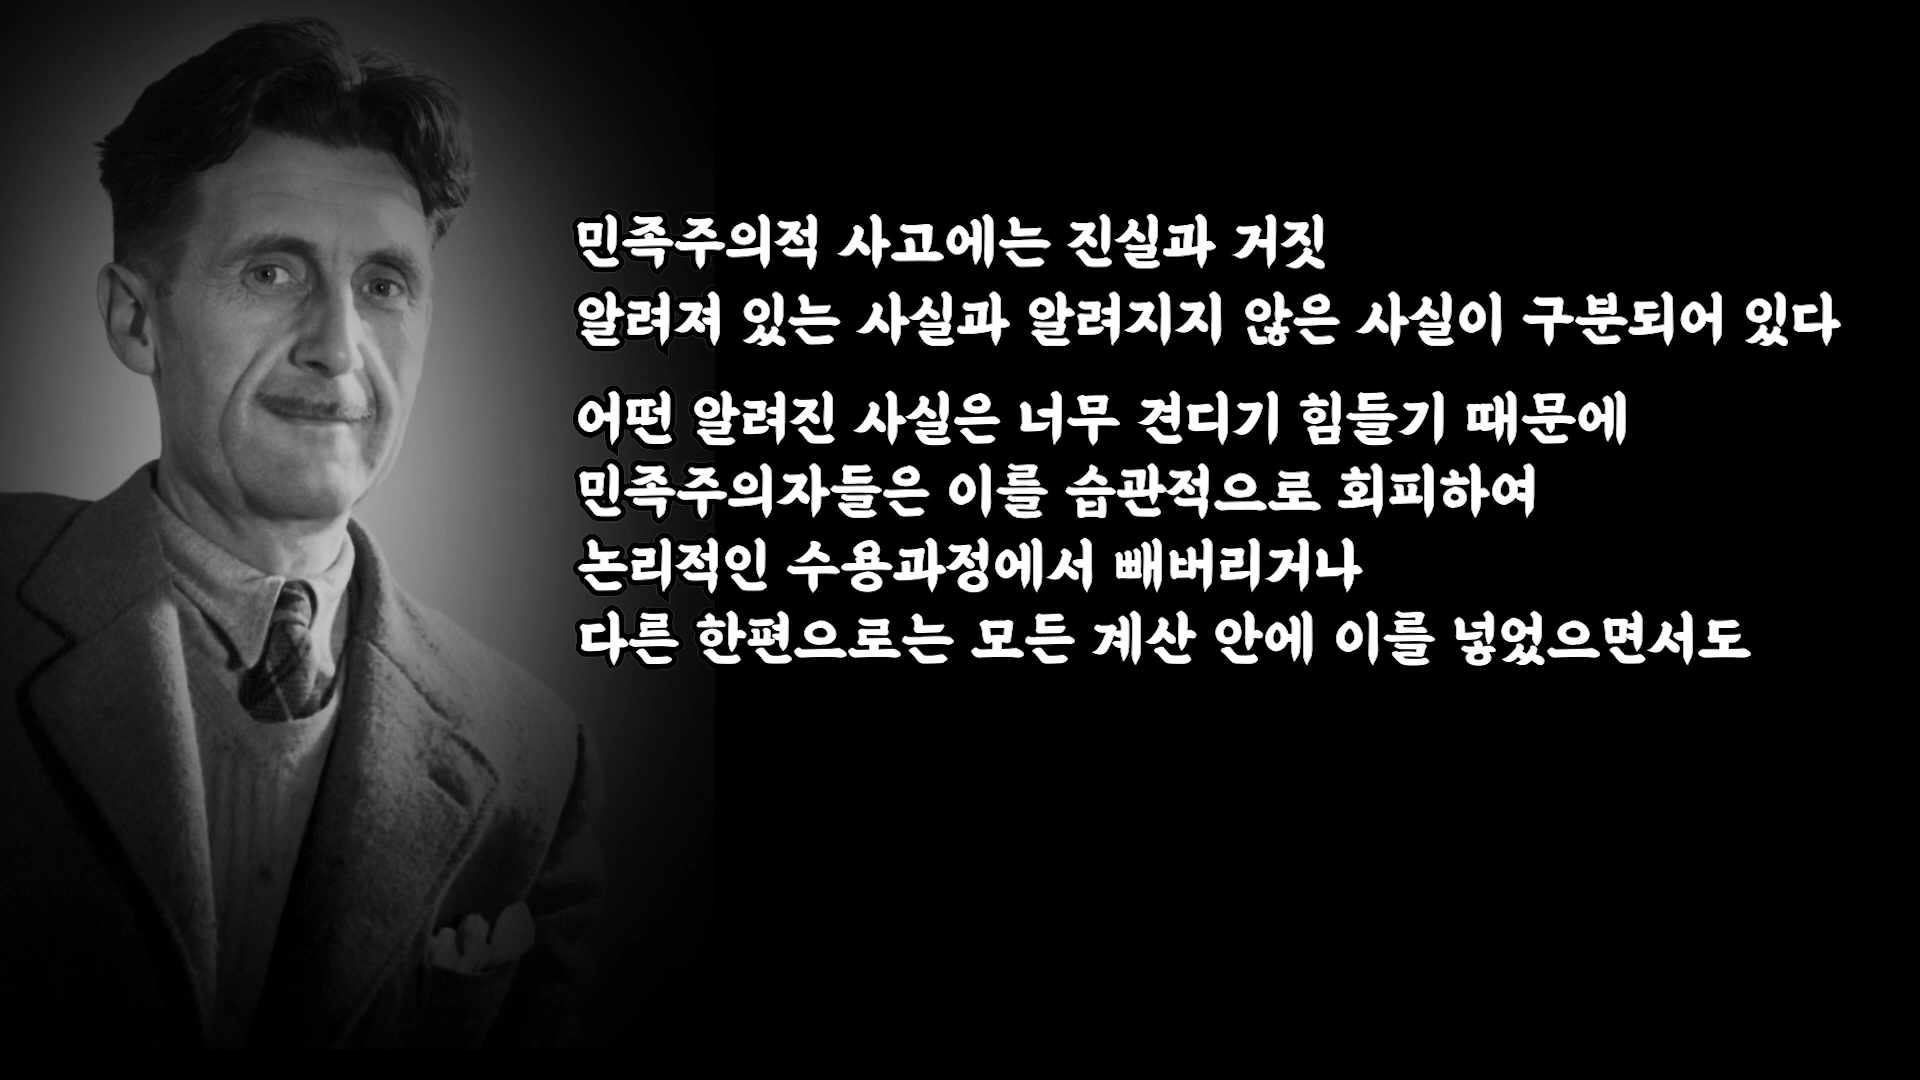 민족주의적 사고에는 진실과 거짓
알려져 있는 사실과 알려지지 않은 사실이 구분되어 있다
어떤 알려진 사실은 너무 견디기 힘들기 때문에
민족주의자들은 이를 습관적으로 회피하여
논리적인 수용과정에서 빼버리거나
다른 한편으로는 모든 계산 안에 이를 넣었으면서도